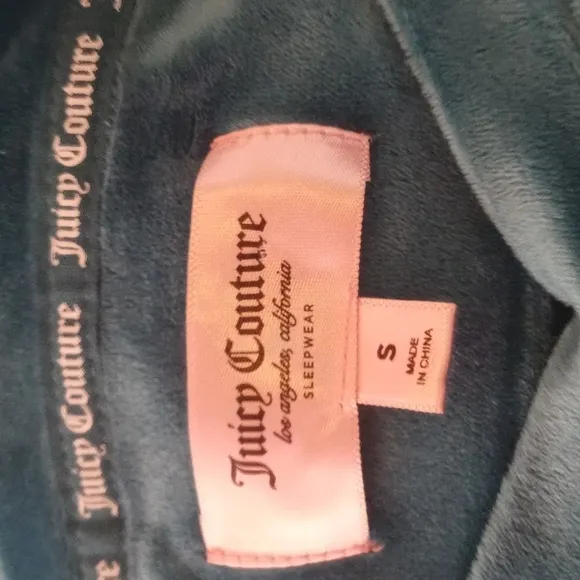 Juicy Couture
Juicy Couture
Juicy Couture
los angeles, california
SLEEPWEAR
S
MADE
IN CHINA